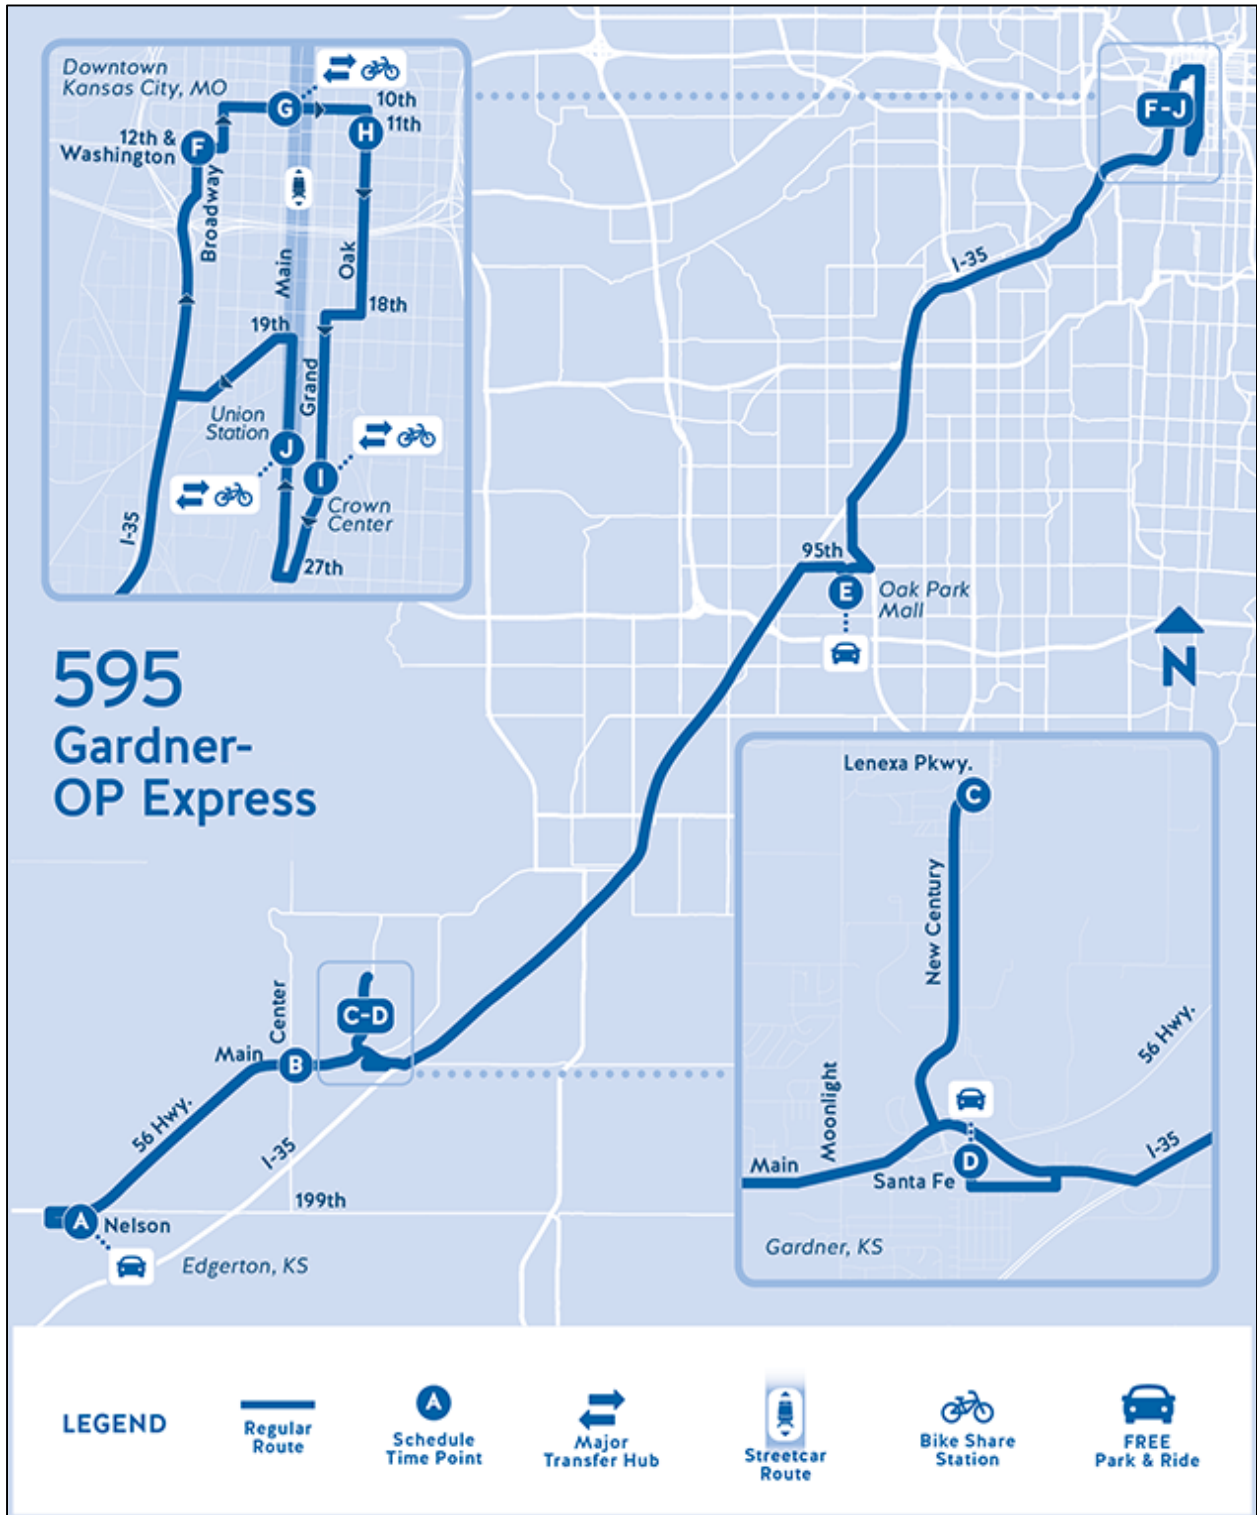 Downtown
Kansas City, MO
10th
11th
G
H
12th &
Washington
F
Broadway
Main
Oak
18th
19th
Grand
Union
Station
J
I
Crown
Center
I-35
27th
F-J
I-35
95th
E
Oak Park
Mall
N
595
Gardner-
OP Express
Lenexa Pkwy.
C
New Century
Moonlight
56 Hwy.
Main
D
Santa Fe
I-35
Gardner, KS
Center
C-D
Main
B
56 Hwy.
I-35
199th
A
Nelson
Edgerton, KS
LEGEND
Regular
Route
A
Schedule
Time Point
Major
Transfer Hub
Streetcar
Route
Bike Share
Station
FREE
Park & Ride